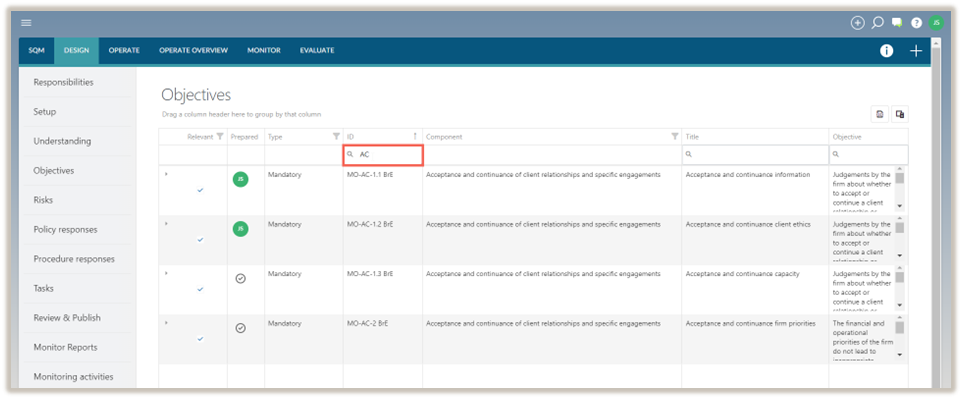 JS
SQM DESIGN OPERATE OPERATE OVERVIEW MONITOR EVALUATE
Responsibilities
Setup
Understanding
Objectives
Risks
Policy responses
Procedure responses
Tasks
Review & Publish
Monitor Reports
Monitoring activities
Objectives
Drag a column header here to group by that column
Relevant Prepared Type ID Component Title Objective
AC
JS Mandatory MO-AC-1.1 BrE Acceptance and continuance of client relationships and specific engagements Acceptance and continuance information Judgements by the
firm about whether
to accept or
continue a client
relationship or
JS Mandatory MO-AC-1.2 BrE Acceptance and continuance of client relationships and specific engagements Acceptance and continuance client ethics Judgements by the
firm about whether
to accept or
continue a client
relationship or
Mandatory MO-AC-1.3 BrE Acceptance and continuance of client relationships and specific engagements Acceptance and continuance capacity Judgements by the
firm about whether
to accept or
continue a client
relationship or
Mandatory MO-AC-2 BrE Acceptance and continuance of client relationships and specific engagements Acceptance and continuance firm priorities The financial and
operational
priorities of the firm
do not lead to
inappropriate